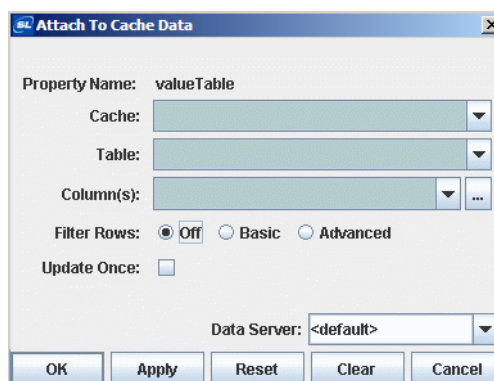 SL Attach To Cache Data
Property Name: valueTable
Cache:
Table:
Column(s): ...
Filter Rows: Off Basic Advanced
Update Once:
Data Server: <default>
OK Apply Reset Clear Cancel